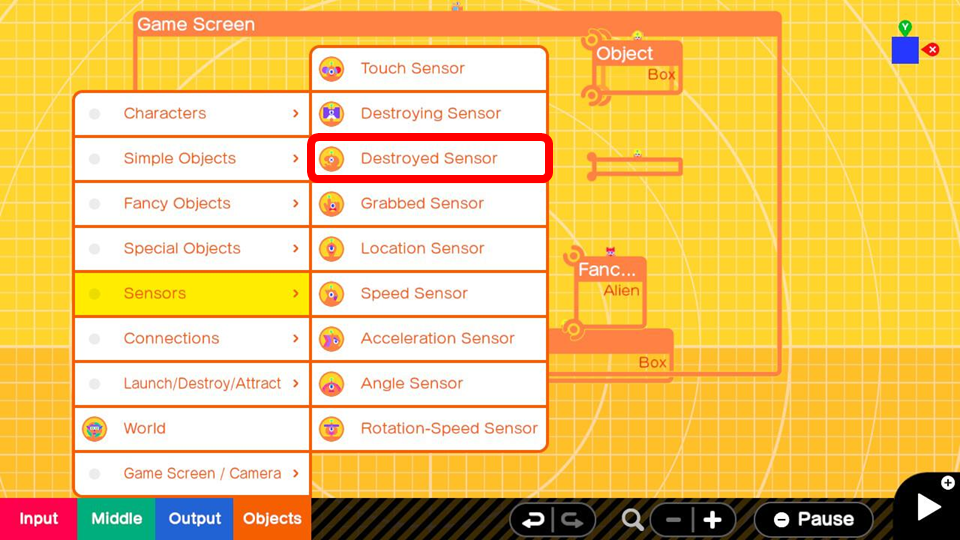 Game Screen
Y
X
Object
Box
Touch Sensor
Destroying Sensor
Destroyed Sensor
Grabbed Sensor
Location Sensor
Speed Sensor
Acceleration Sensor
Angle Sensor
Rotation-Speed Sensor
Characters
Simple Objects
Fancy Objects
Special Objects
Sensors
Connections
Launch/Destroy/Attract
World
Game Screen / Camera
Fanc...
Alien
Box
Input
Middle
Output
Objects
Pause